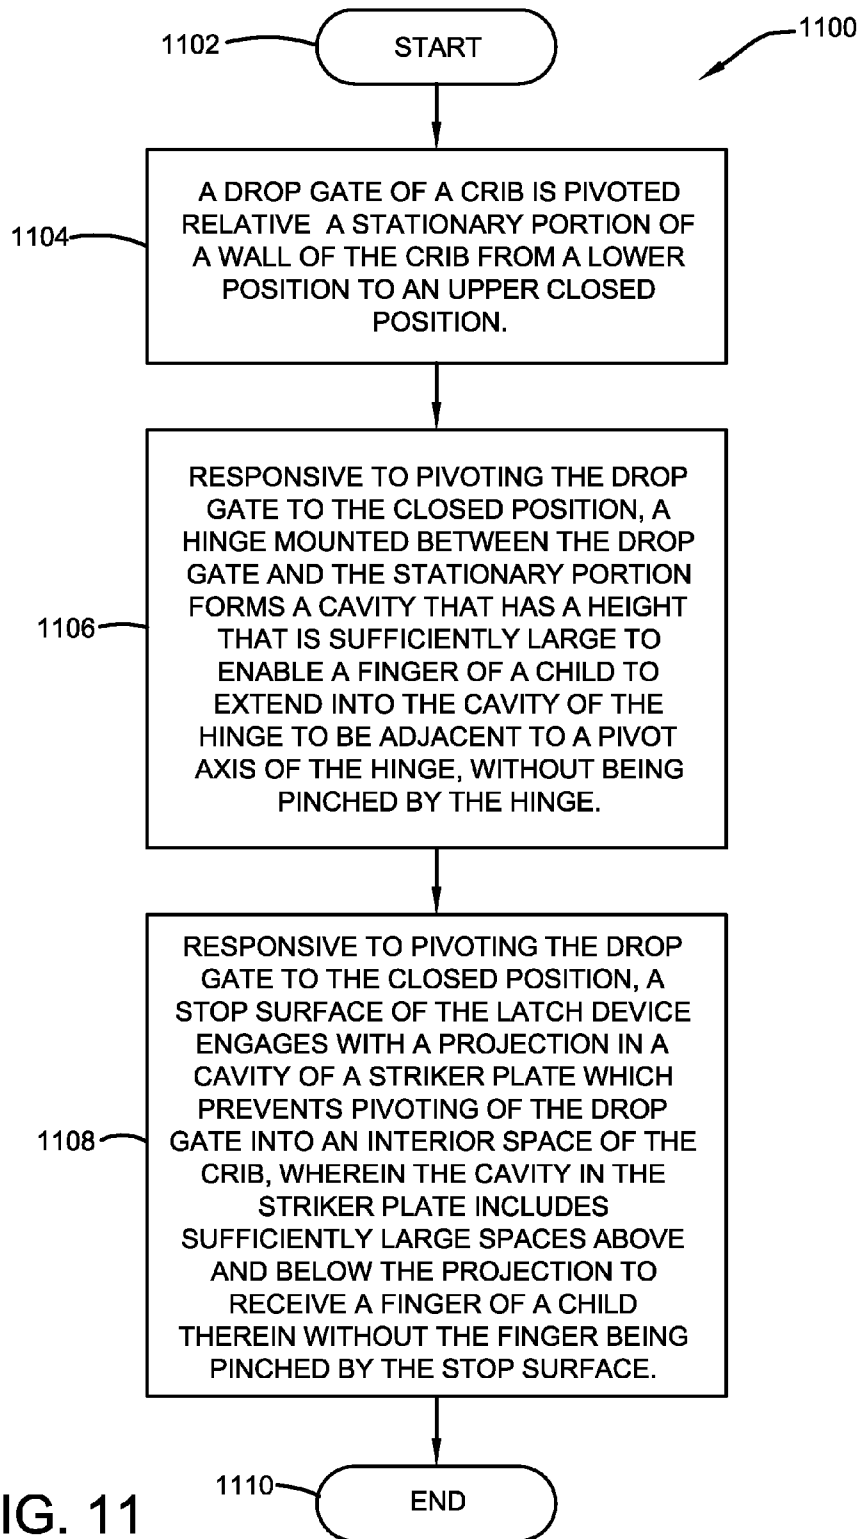 1102
START
1100
1104
A DROP GATE OF A CRIB IS PIVOTED
RELATIVE A STATIONARY PORTION OF
A WALL OF THE CRIB FROM A LOWER
POSITION TO AN UPPER CLOSED
POSITION.
1106
RESPONSIVE TO PIVOTING THE DROP
GATE TO THE CLOSED POSITION, A
HINGE MOUNTED BETWEEN THE DROP
GATE AND THE STATIONARY PORTION
FORMS A CAVITY THAT HAS A HEIGHT
THAT IS SUFFICIENTLY LARGE TO
ENABLE A FINGER OF A CHILD TO
EXTEND INTO THE CAVITY OF THE
HINGE TO BE ADJACENT TO A PIVOT
AXIS OF THE HINGE, WITHOUT BEING
PINCHED BY THE HINGE.
1108
RESPONSIVE TO PIVOTING THE DROP
GATE TO THE CLOSED POSITION, A
STOP SURFACE OF THE LATCH DEVICE
ENGAGES WITH A PROJECTION IN A
CAVITY OF A STRIKER PLATE WHICH
PREVENTS PIVOTING OF THE DROP
GATE INTO AN INTERIOR SPACE OF THE
CRIB, WHEREIN THE CAVITY IN THE
STRIKER PLATE INCLUDES
SUFFICIENTLY LARGE SPACES ABOVE
AND BELOW THE PROJECTION TO
RECEIVE A FINGER OF A CHILD
THEREIN WITHOUT THE FINGER BEING
PINCHED BY THE STOP SURFACE.
1110
END
IG. 11